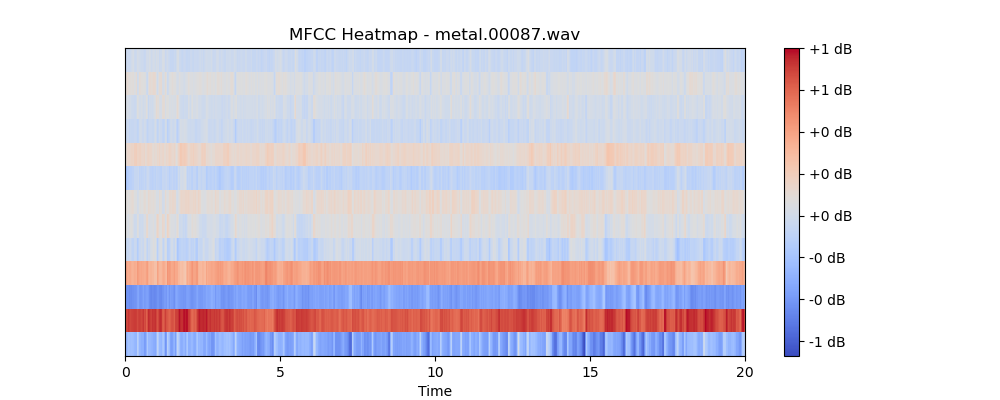 MFCC Heatmap - metal.00087.wav
+1 dB
+1 dB
+0 dB
+0 dB
+0 dB
-0 dB
-0 dB
-1 dB
0 5 10 15 20
Time